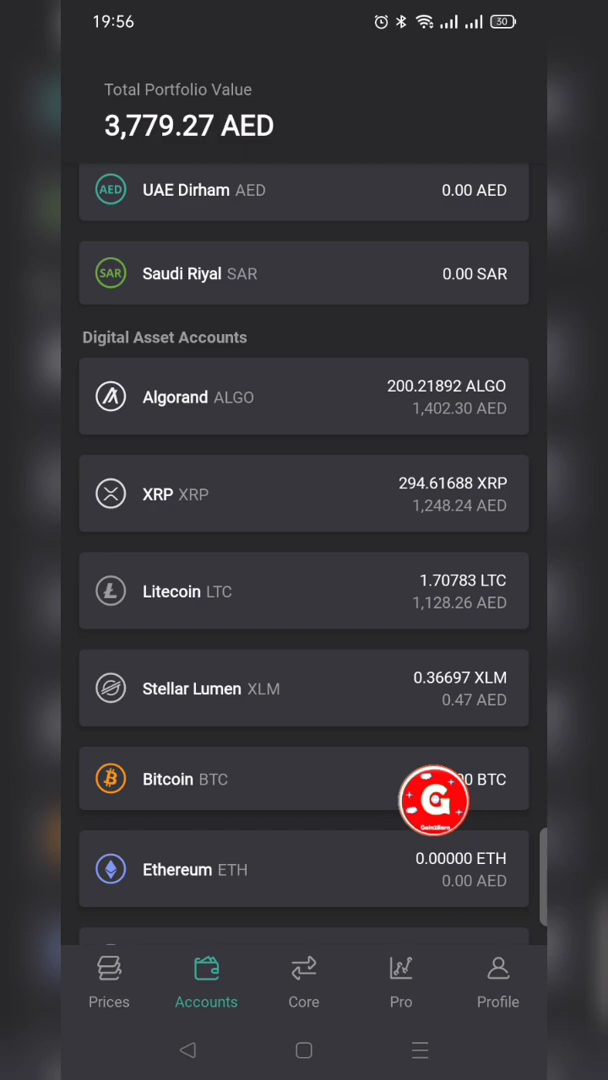 19:56
30
Total Portfolio Value
3,779.27 AED
AED UAE Dirham AED 0.00 AED
SAR Saudi Riyal SAR 0.00 SAR
Digital Asset Accounts
Algorand ALGO 200.21892 ALGO
1,402.30 AED
XRP XRP 294.61688 XRP
1,248.24 AED
Litecoin LTC 1.70783 LTC
1,128.26 AED
Stellar Lumen XLM 0.36697 XLM
0.47 AED
Bitcoin BTC BTC
G
Ethereum ETH 0.00000 ETH
0.00 AED
Prices Accounts Core Pro Profile